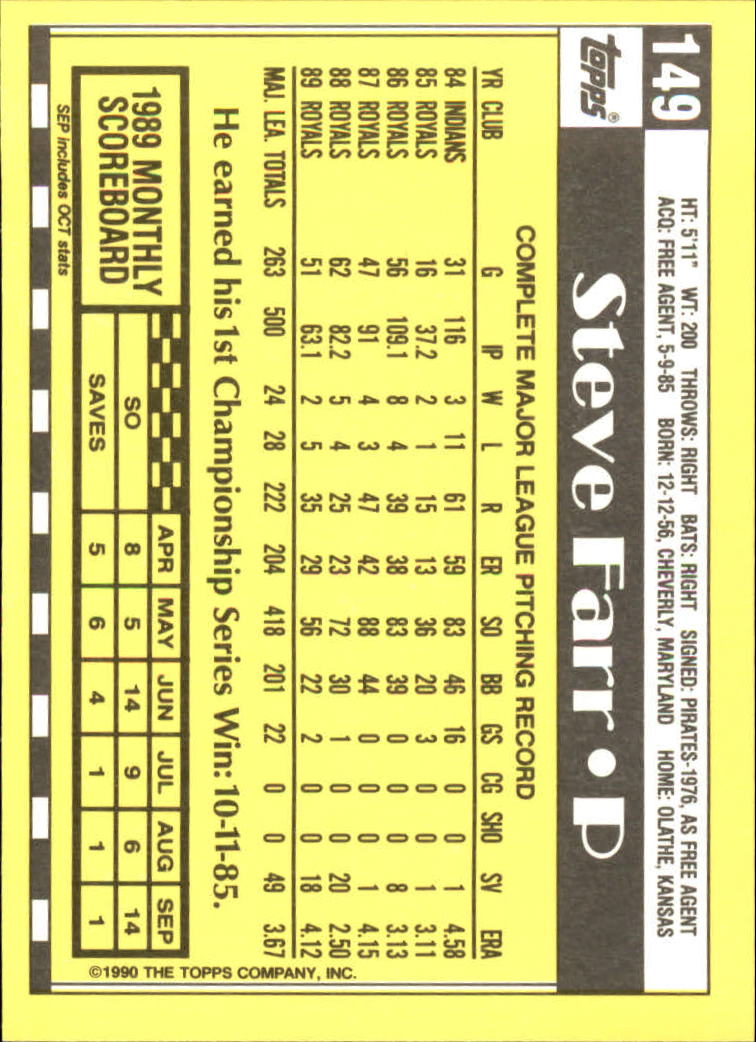 149
HT: 5'11" WT: 200 THROWS: RIGHT BATS: RIGHT SIGNED: PIRATES-1976, AS FREE AGENT
ACQ: FREE AGENT, 5-9-85 BORN: 12-12-56, CHEVERLY, MARYLAND HOME: OLATHE, KANSAS
topps®
Steve Farr • P
COMPLETE MAJOR LEAGUE PITCHING RECORD
YR CLUB G IP W L R ER SO BB GS CG SHO SV ERA
84 INDIANS 31 116 3 11 61 59 83 46 16 0 0 1 4.58
85 ROYALS 16 37.2 2 1 15 13 36 20 3 0 0 1 3.11
86 ROYALS 56 109.1 8 4 39 38 83 39 0 0 0 8 3.13
87 ROYALS 47 91 4 3 47 42 88 44 0 0 0 1 4.15
88 ROYALS 62 82.2 5 4 25 23 72 30 1 0 0 20 2.50
89 ROYALS 51 63.1 2 5 35 29 56 22 2 0 0 18 4.12
MAJ. LEA. TOTALS 263 500 24 28 222 204 418 201 22 0 0 49 3.67
He earned his 1st Championship Series Win: 10-11-85.
1989 MONTHLY
SCOREBOARD
APR MAY JUN JUL AUG SEP
SO 8 5 14 9 6 14
SAVES 5 6 4 1 1 1
SEP includes OCT stats
©1990 THE TOPPS COMPANY, INC.